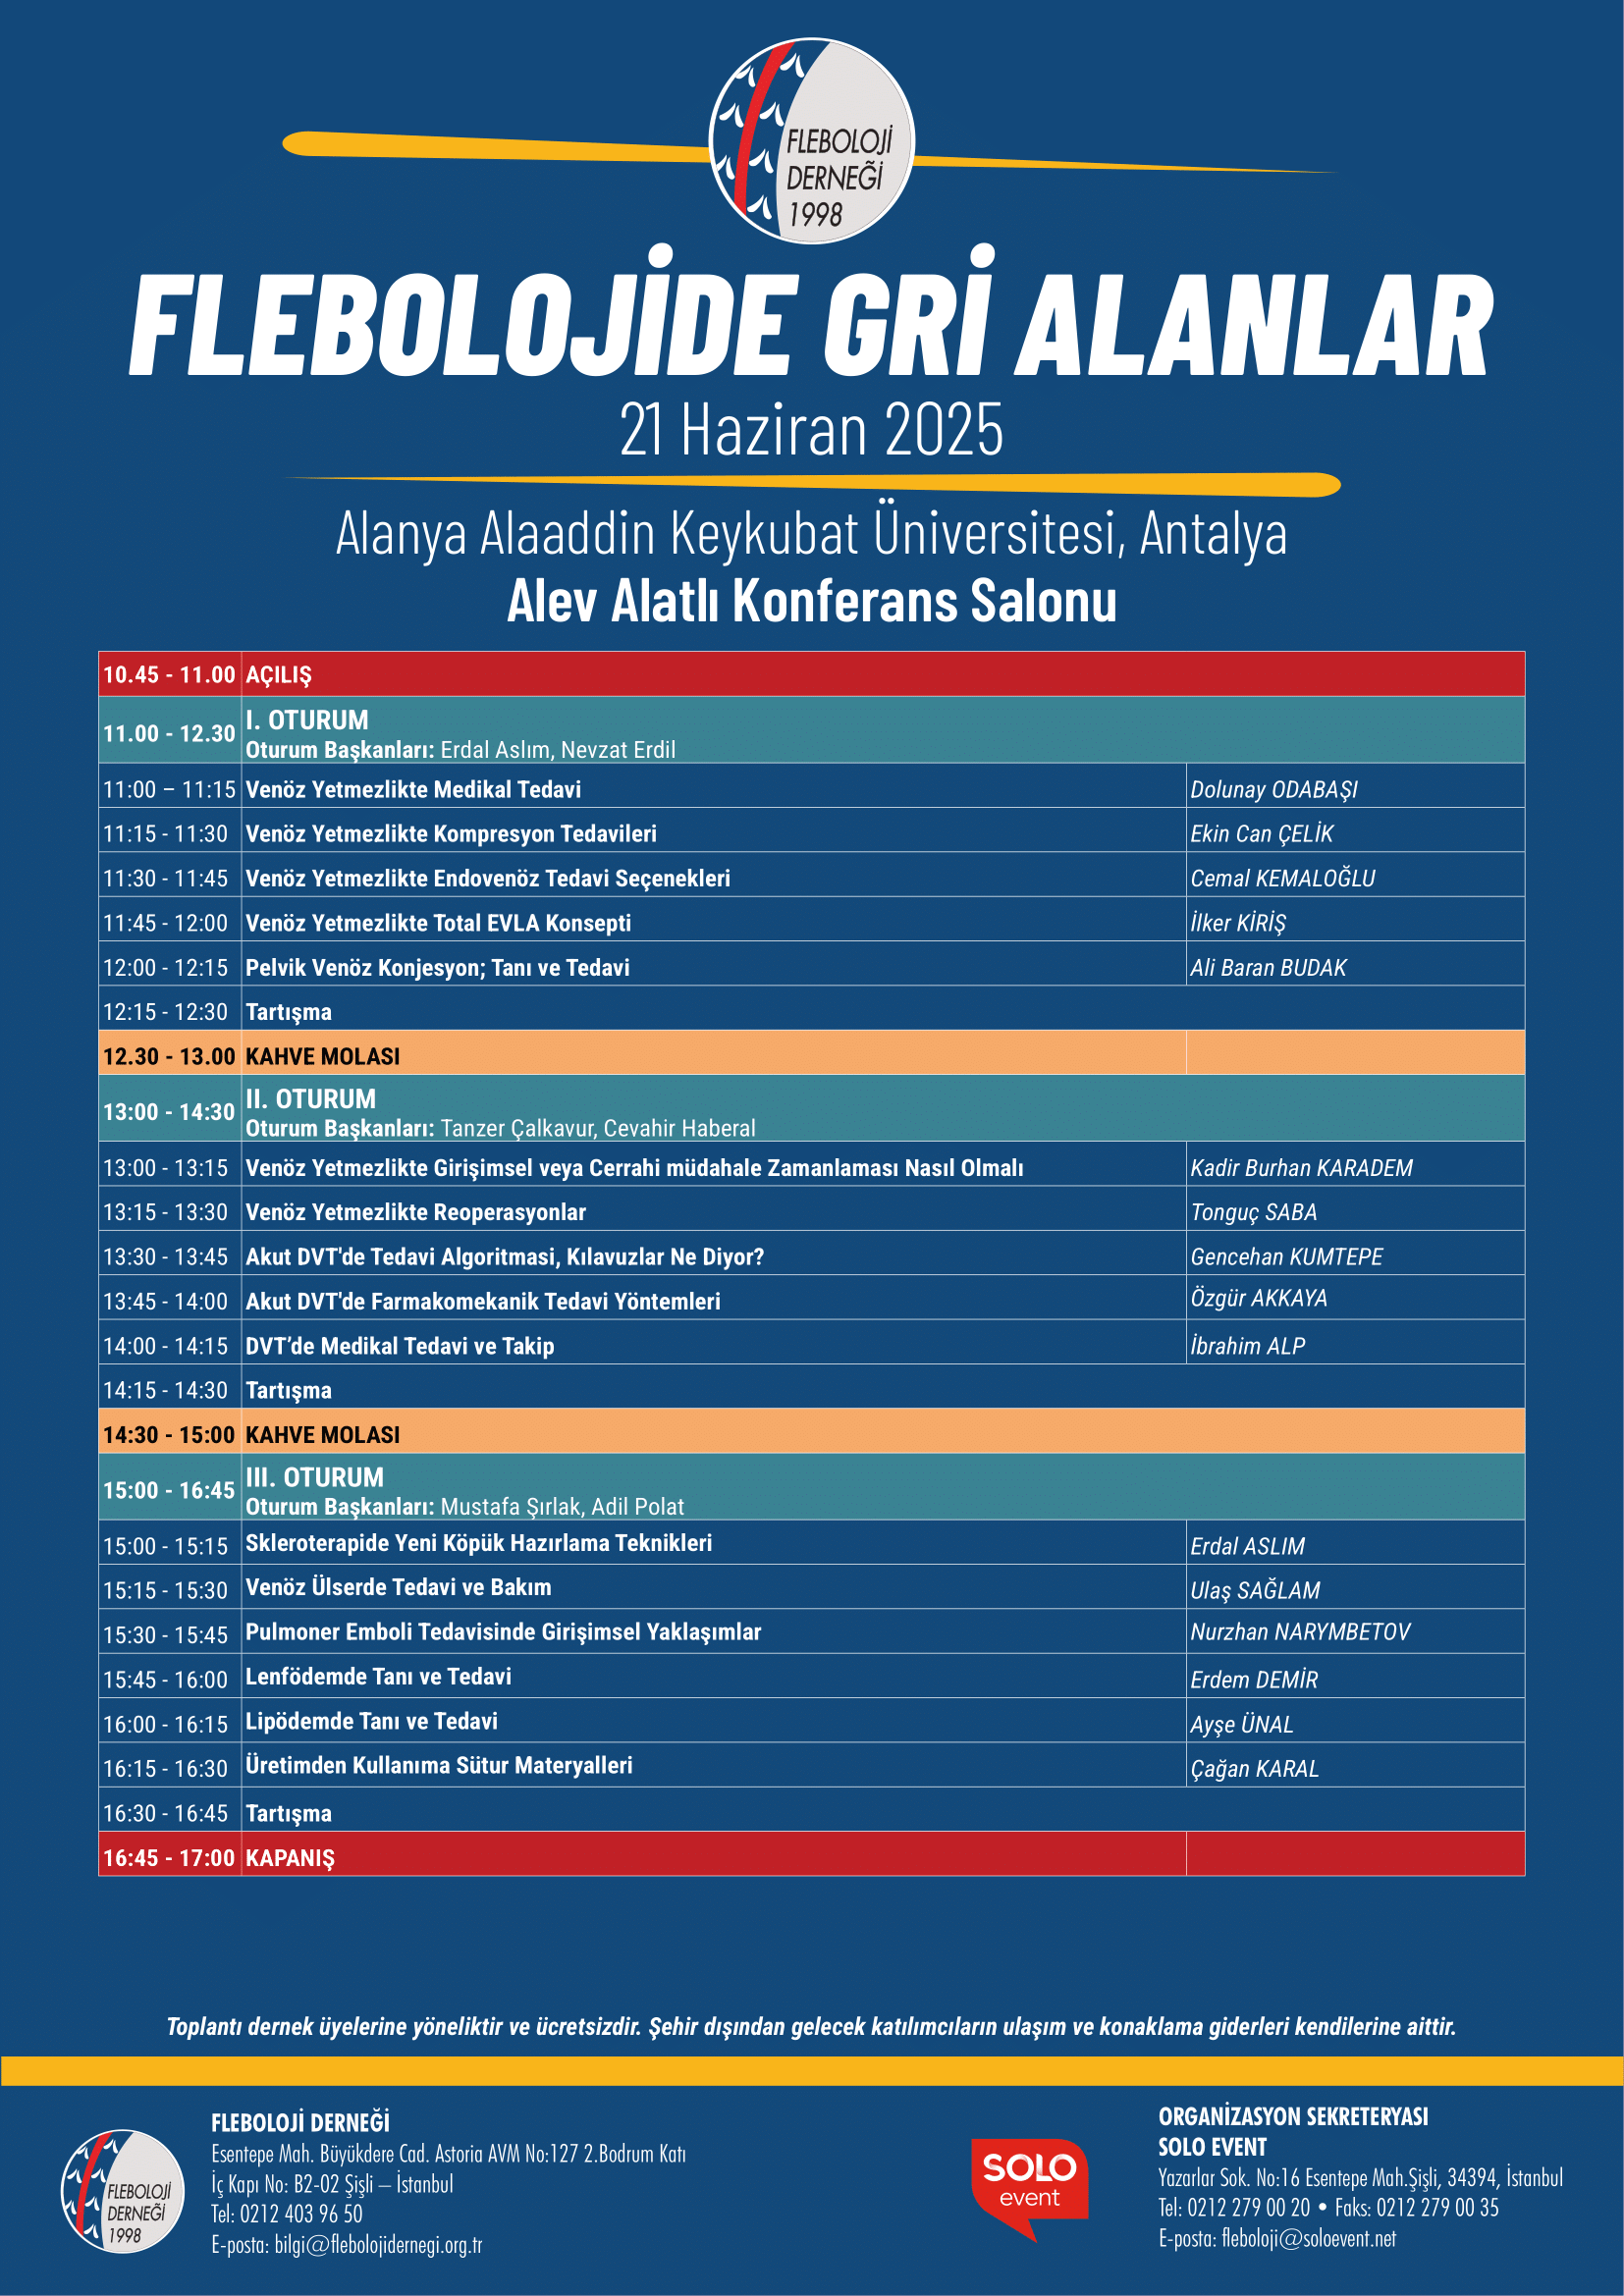 FLEBOLOJİ
DERNEĞİ
1998
FLEBOLOJİDE GRİ ALANLAR
21 Haziran 2025
Alanya Alaaddin Keykubat Üniversitesi, Antalya
Alev Alatlı Konferans Salonu
10.45 - 11.00 AÇILIŞ
11.00 - 12.30 I. OTURUM
Oturum Başkanları: Erdal Aslım, Nevzat Erdil
11:00 – 11:15 Venöz Yetmezlikte Medikal Tedavi Dolunay ODABAŞI
11:15 - 11:30 Venöz Yetmezlikte Kompresyon Tedavileri Ekin Can ÇELİK
11:30 - 11:45 Venöz Yetmezlikte Endovenöz Tedavi Seçenekleri Cemal KEMALOĞLU
11:45 - 12:00 Venöz Yetmezlikte Total EVLA Konsepti İlker KİRİŞ
12:00 - 12:15 Pelvik Venöz Konjesyon; Tanı ve Tedavi Ali Baran BUDAK
12:15 - 12:30 Tartışma
12.30 - 13.00 KAHVE MOLASI
13:00 - 14:30 II. OTURUM
Oturum Başkanları: Tanzer Çalkavur, Cevahir Haberal
13:00 - 13:15 Venöz Yetmezlikte Girişimsel veya Cerrahi müdahale Zamanlaması Nasıl Olmalı Kadir Burhan KARADEM
13:15 - 13:30 Venöz Yetmezlikte Reoperasyonlar Tonguç SABA
13:30 - 13:45 Akut DVT'de Tedavi Algoritması, Kılavuzlar Ne Diyor? Gencehan KUMTEPE
13:45 - 14:00 Akut DVT'de Farmakomekanik Tedavi Yöntemleri Özgür AKKAYA
14:00 - 14:15 DVT’de Medikal Tedavi ve Takip İbrahim ALP
14:15 - 14:30 Tartışma
14:30 - 15:00 KAHVE MOLASI
15:00 - 16:45 III. OTURUM
Oturum Başkanları: Mustafa Şırlak, Adil Polat
15:00 - 15:15 Skleroterapide Yeni Köpük Hazırlama Teknikleri Erdal ASLIM
15:15 - 15:30 Venöz Ülserde Tedavi ve Bakım Ulaş SAĞLAM
15:30 - 15:45 Pulmoner Emboli Tedavisinde Girişimsel Yaklaşımlar Nurzhan NARYMBETOV
15:45 - 16:00 Lenfödemde Tanı ve Tedavi Erdem DEMİR
16:00 - 16:15 Lipödemde Tanı ve Tedavi Ayşe ÜNAL
16:15 - 16:30 Üretimden Kullanıma Sütur Materyalleri Çağan KARAL
16:30 - 16:45 Tartışma
16:45 - 17:00 KAPANIŞ
Toplantı dernek üyelerine yöneliktir ve ücretsizdir. Şehir dışından gelecek katılımcıların ulaşım ve konaklama giderleri kendilerine aittir.
FLEBOLOJİ
DERNEĞİ
1998
FLEBOLOJİ DERNEĞİ
Esentepe Mah. Büyükdere Cad. Astoria AVM No:127 2.Bodrum Katı
İç Kapı No: B2-02 Şişli – İstanbul
Tel: 0212 403 96 50
E-posta: bilgi@flebolojidernegi.org.tr
SOLO
event
ORGANİZASYON SEKRETERYASI
SOLO EVENT
Yazarlar Sok. No:16 Esentepe Mah.Şişli, 34394, İstanbul
Tel: 0212 279 00 20 • Faks: 0212 279 00 35
E-posta: fleboloji@soloevent.net